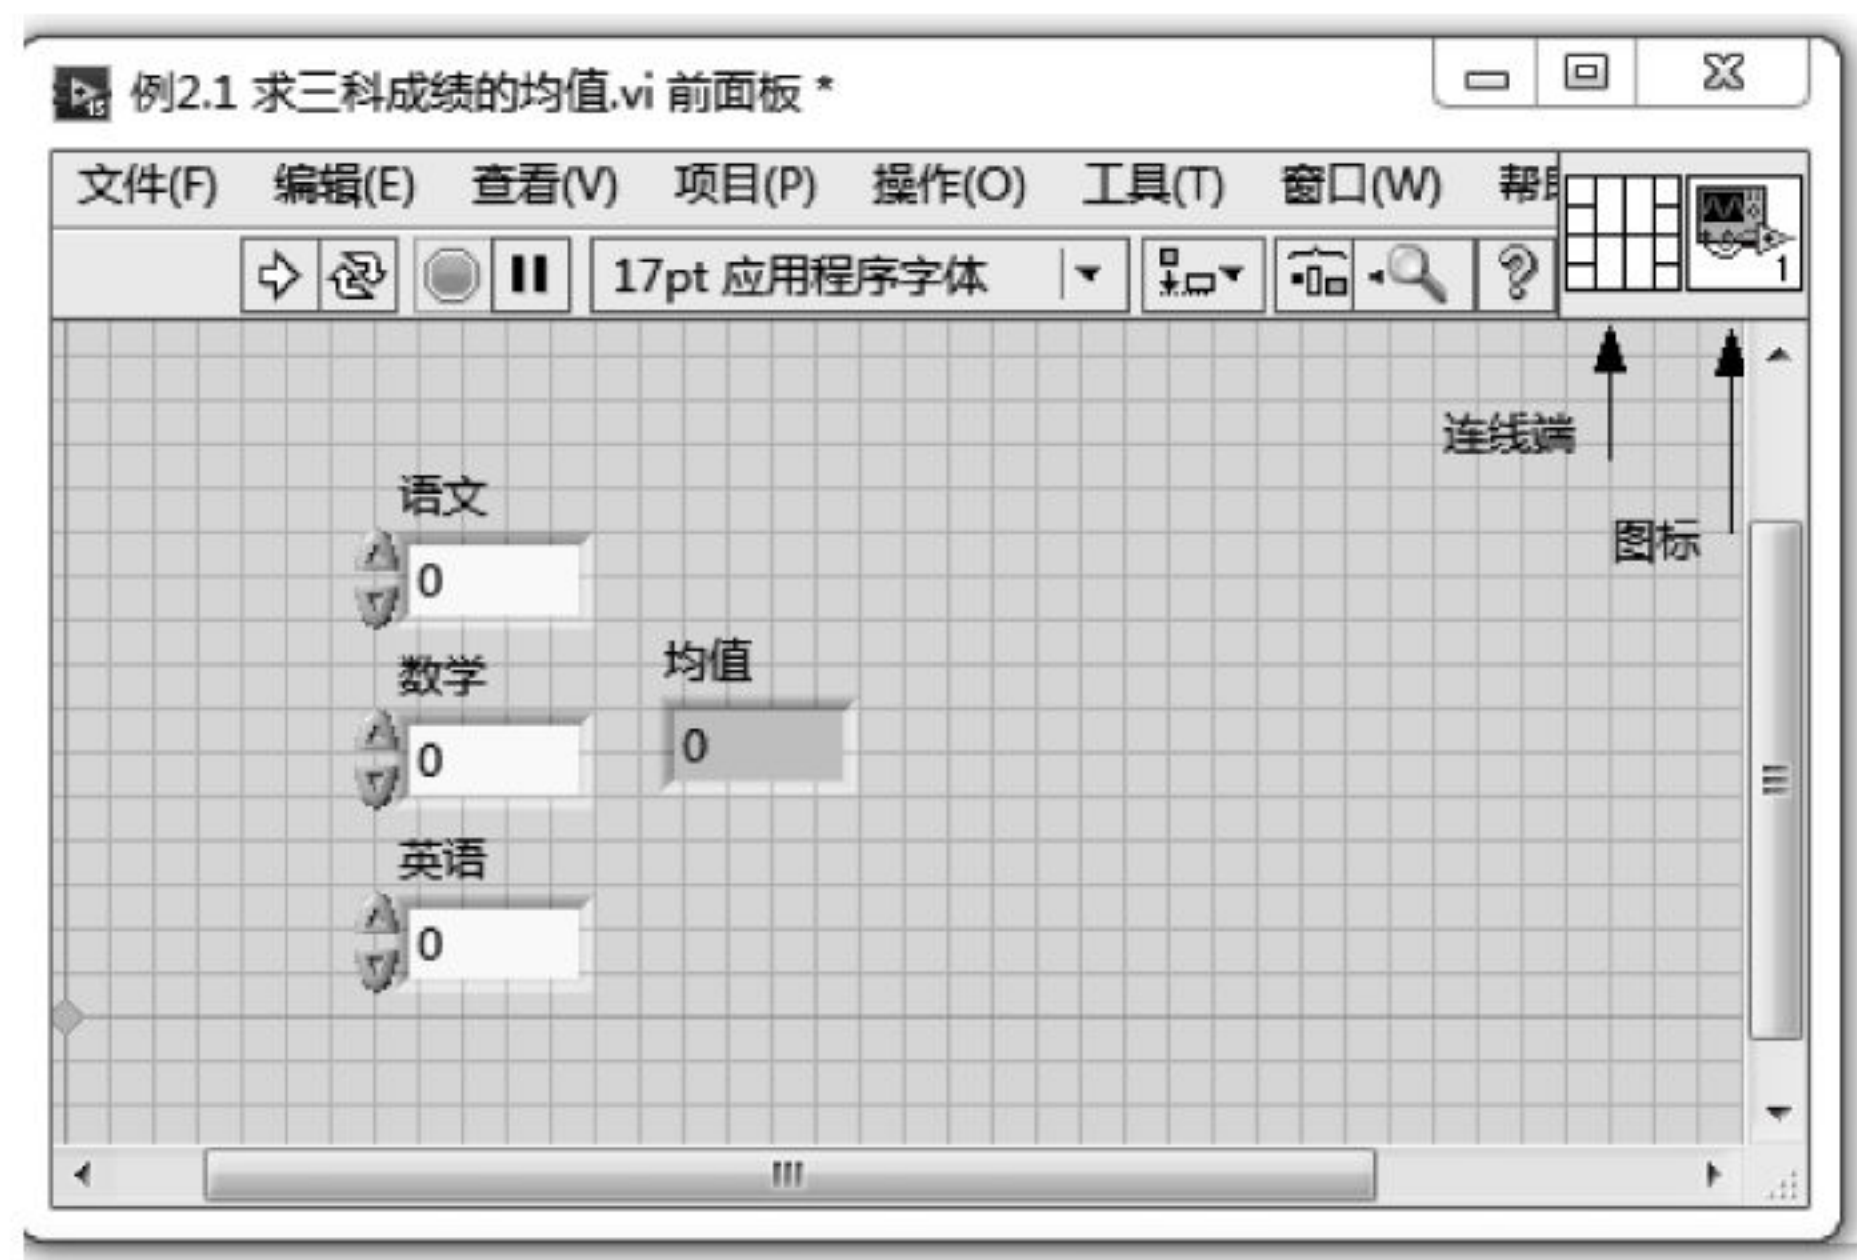 例2.1 求三科成绩的均值.vi 前面板 *
文件(F) 编辑(E) 查看(V) 项目(P) 操作(O) 工具(T) 窗口(W) 帮
17pt 应用程序字体
1
连线端
图标
语文
0
数学
均值
0
0
英语
0